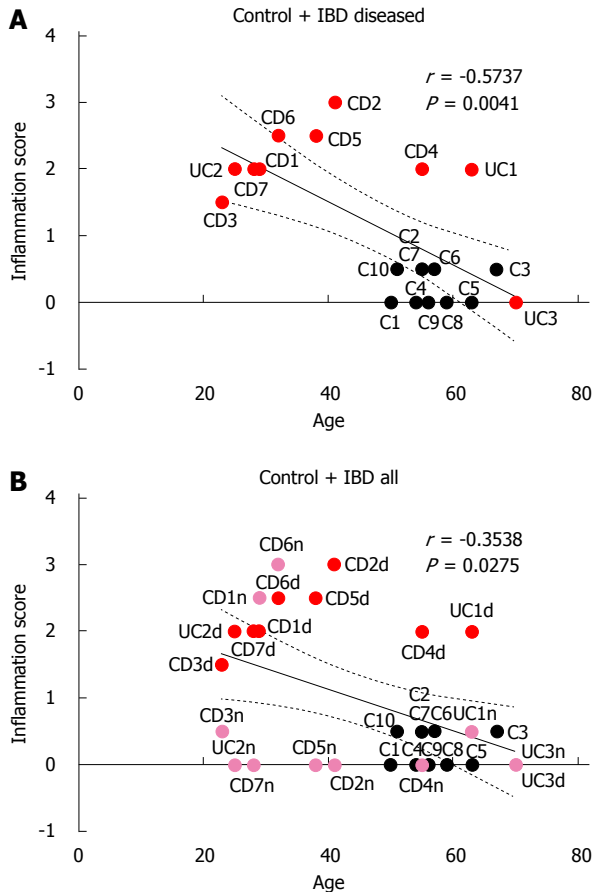 A
Control + IBD diseased
4
r = -0.5737
P = 0.0041
3
CD2
CD6
CD5
2
UC2
CD1
CD4
UC1
CD7
CD3
Inflammation score
1
C2
C7
C6
C10
C3
0
C4
C5
C1
C9
C8
UC3
-1
0
20
40
60
80
Age
B
Control + IBD all
4
r = -0.3538
P = 0.0275
CD6n
3
CD2d
CD6d
CD1n
CD5d
UC1d
2
UC2d
CD1d
CD7d
CD4d
CD3d
Inflammation score
1
C2
CD3n
C10
C7
C6
UC1n
C3
UC2n
CD5n
C1
C4
C9
C8
C5
UC3n
0
CD7n
CD2n
CD4n
UC3d
-1
0
20
40
60
80
Age